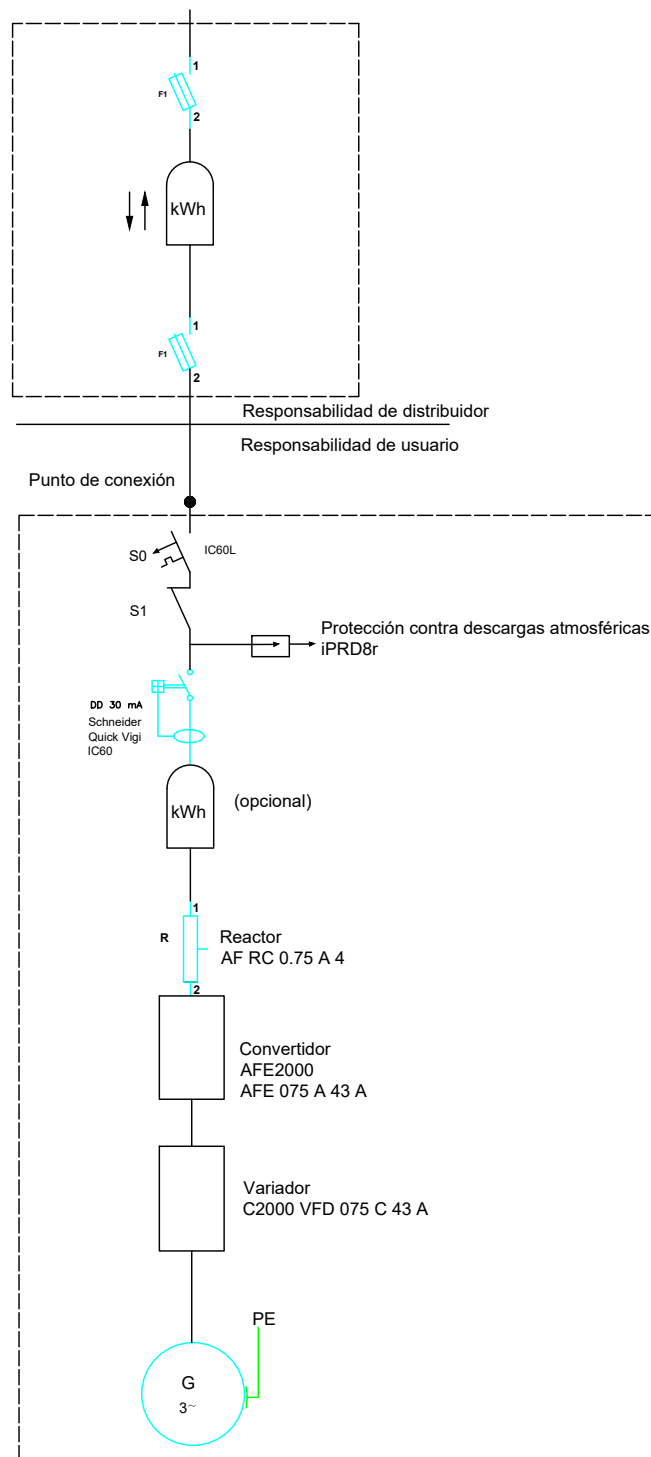 1
F1
2
kWh
1
F1
2
Responsabilidad de distribuidor
Responsabilidad de usuario
Punto de conexión
S0
IC60L
S1
Protección contra descargas atmosféricas
iPRD8r
DD 30 mA
Schneider
Quick Vigi
IC60
kWh
(opcional)
1
R
Reactor
AF RC 0.75 A 4
2
Convertidor
AFE2000
AFE 075 A 43 A
Variador
C2000 VFD 075 C 43 A
PE
G
3~